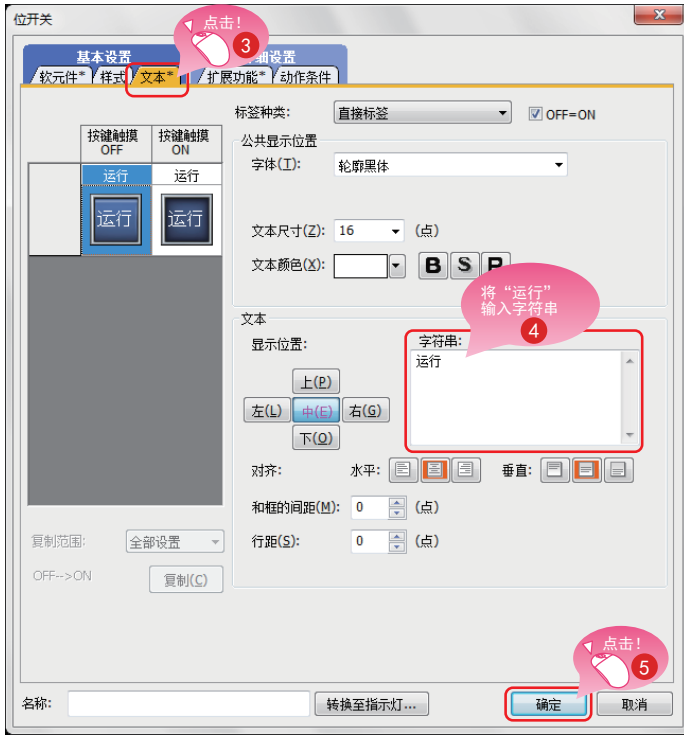 位开关
点击!
3
基本设置
细设置
软元件* 样式 文本* 扩展功能* 动作条件
标签种类: 直接标签 OFF=ON
按键触摸 OFF
按键触摸 ON
运行 运行
运行 运行
公共显示位置
字体(T): 轮廓黑体
文本尺寸(Z): 16 (点)
文本颜色(X): B S R
将“运行”
输入字符串
4
文本
显示位置:
字符串:
运行
上(P)
左(L) 中(E) 右(G)
下(O)
对齐: 水平: 垂直:
和框的间距(M): 0 (点)
行距(S): 0 (点)
复制范围: 全部设置
OFF-->ON 复制(C)
点击!
5
名称: 转换至指示灯... 确定 取消